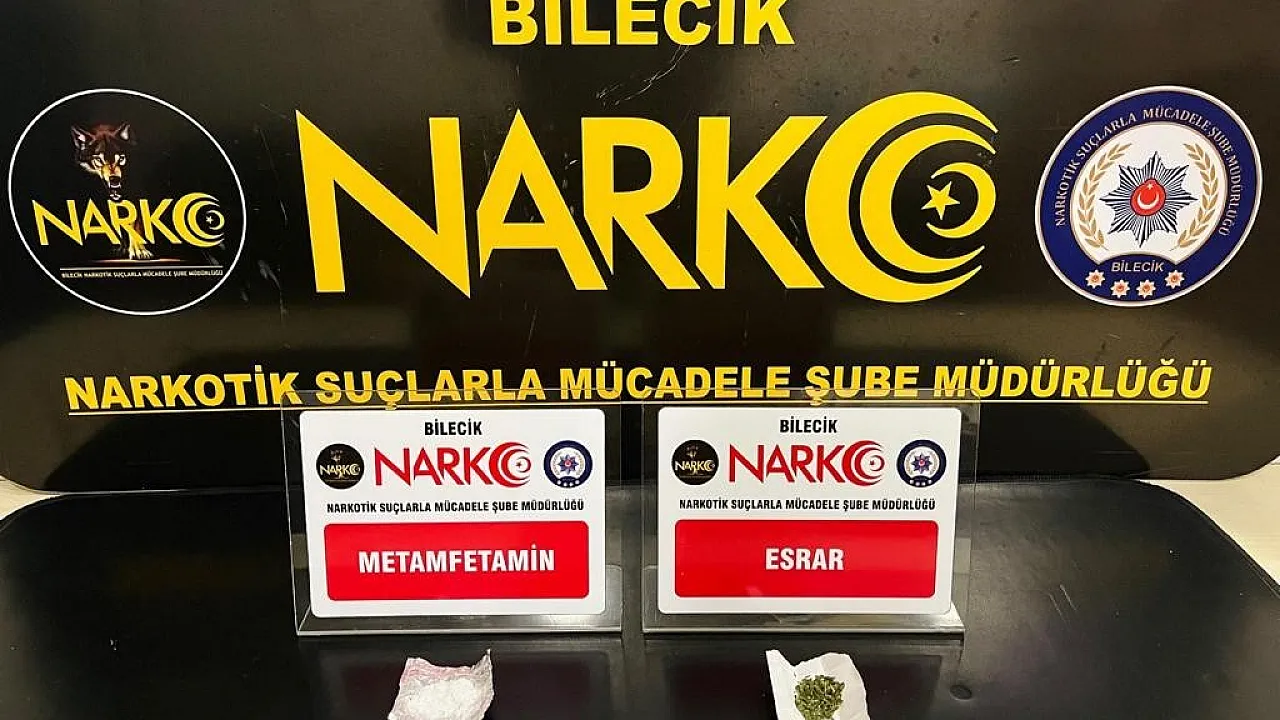 BİLECİK
NARKO
NARKOTİK SUÇLARLA MÜCADELE ŞUBE MÜDÜRLÜĞÜ
NARKO
BİLECİK NARKOTİK SUÇLARLA MÜCADELE ŞUBE MÜDÜRLÜĞÜ
NARKOTİK SUÇLARLA MÜCADELE ŞUBE MÜDÜRLÜĞÜ
BİLECİK
BİLECİK
NARKO
NARKO
NARKOTİK SUÇLARLA MÜCADELE ŞUBE MÜDÜRLÜĞÜ
METAMFETAMİN
BİLECİK
NARKO
NARKO
NARKOTİK SUÇLARLA MÜCADELE ŞUBE MÜDÜRLÜĞÜ
ESRAR